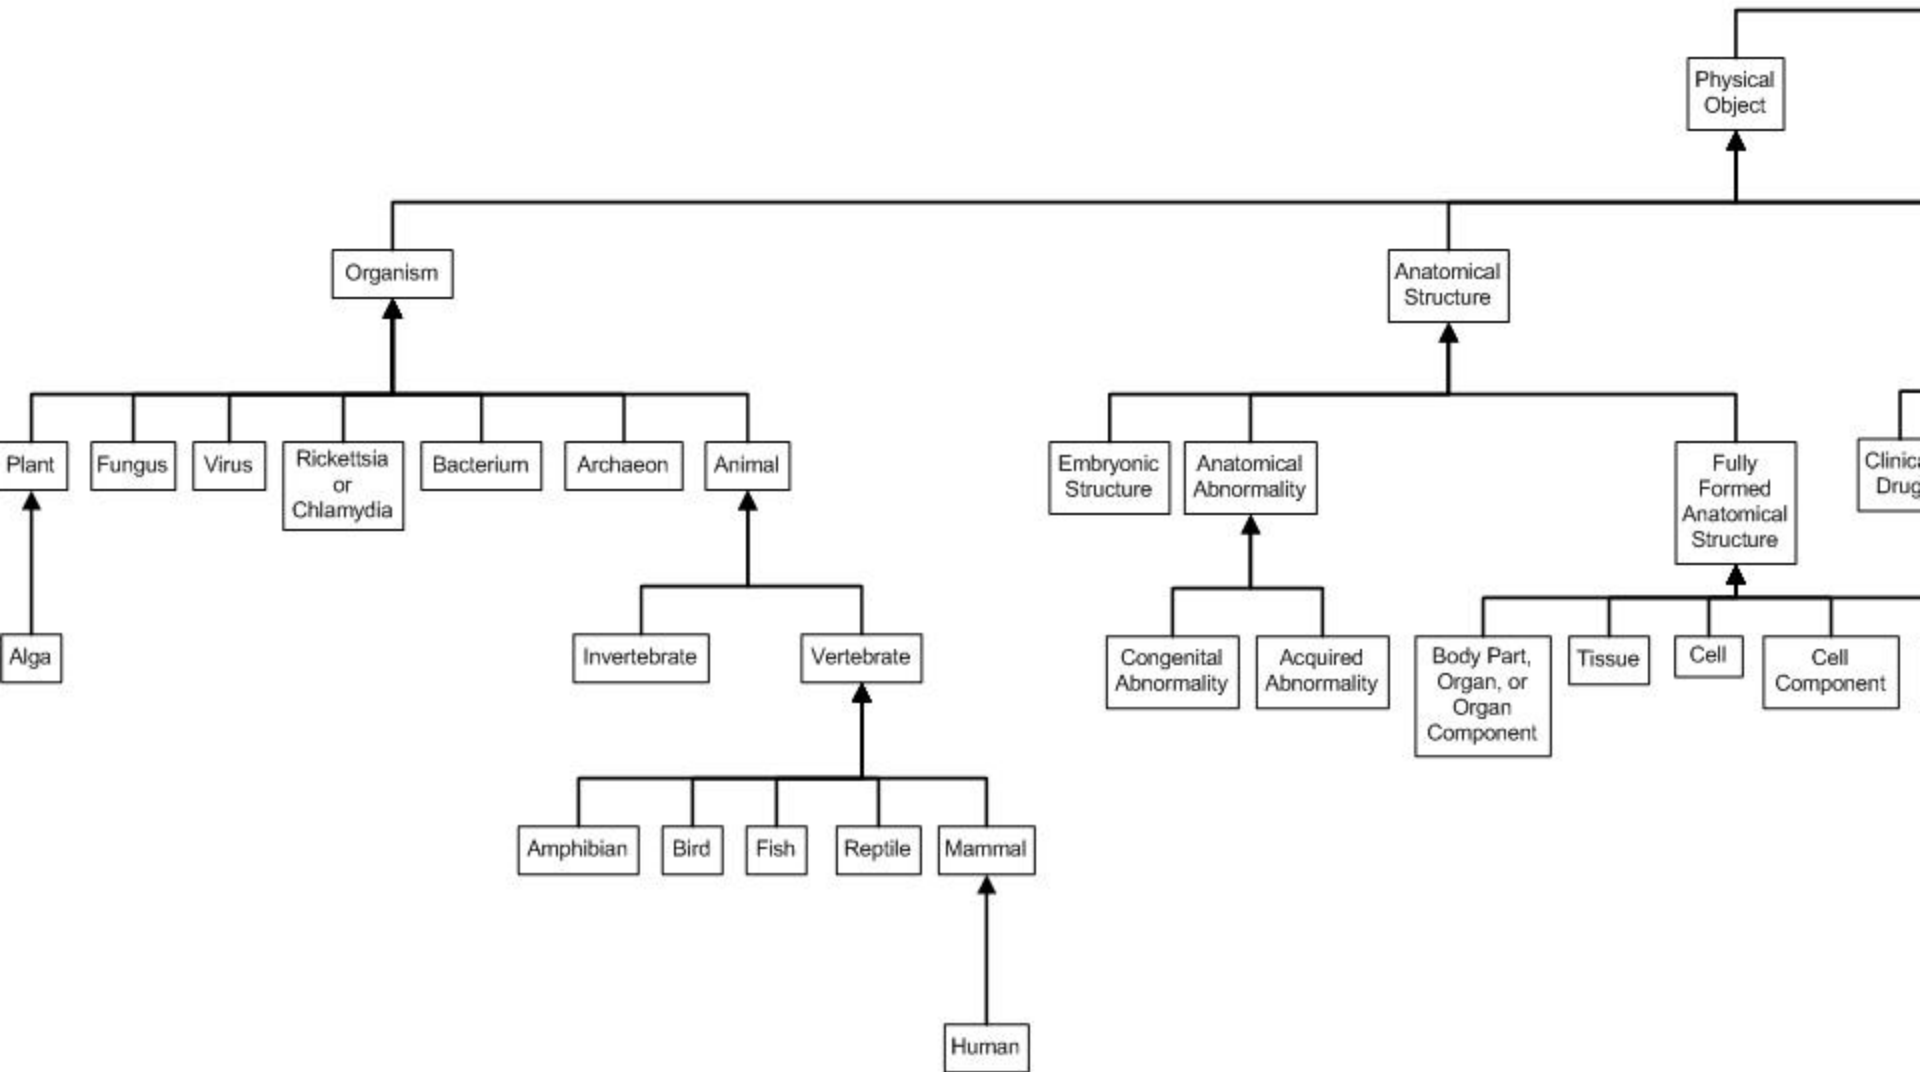 Physical
Object
Organism
Anatomical
Structure
Plant
Fungus
Virus
Rickettsia
or
Chlamydia
Bacterium
Archaeon
Animal
Embryonic
Structure
Anatomical
Abnormality
Fully
Formed
Anatomical
Structure
Clinica
Drug
Alga
Invertebrate
Vertebrate
Congenital
Abnormality
Acquired
Abnormality
Body Part,
Organ, or
Organ
Component
Tissue
Cell
Cell
Component
Amphibian
Bird
Fish
Reptile
Mammal
Human